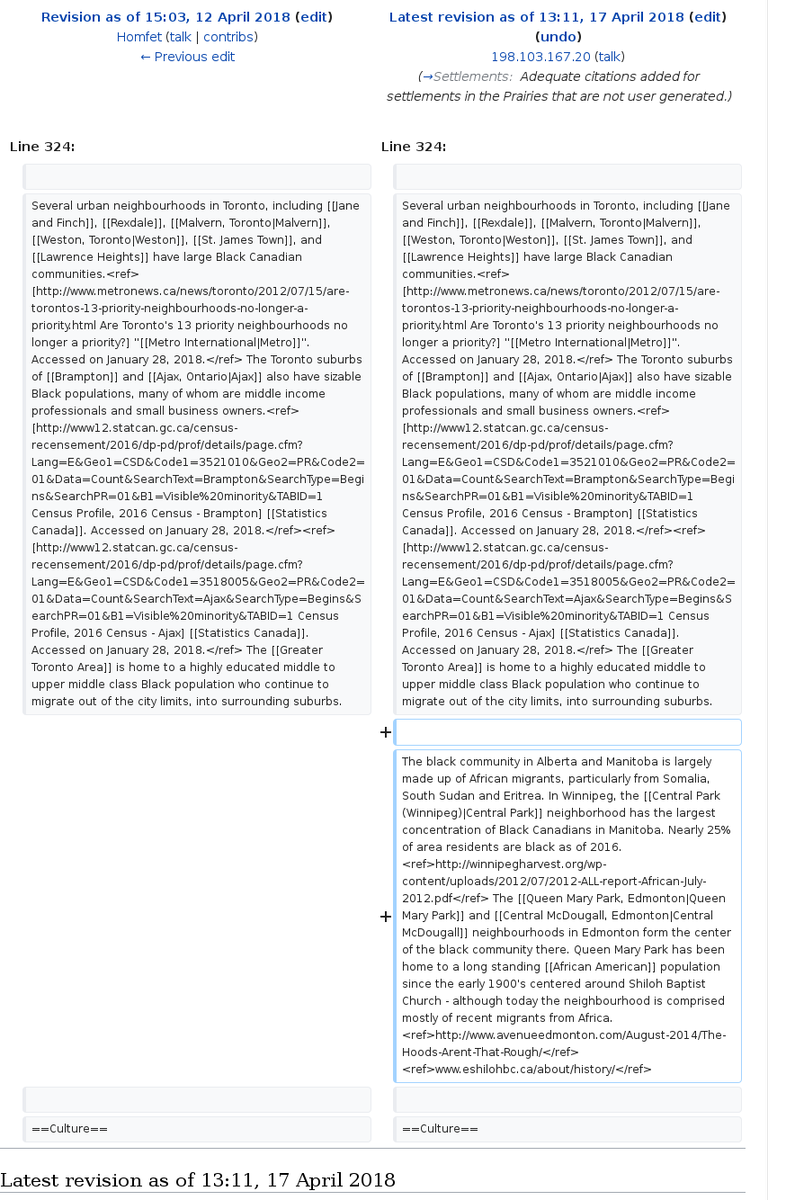 Revision as of 15:03, 12 April 2018 (edit)
Homfet (talk | contribs)
← Previous edit
Latest revision as of 13:11, 17 April 2018 (edit)
(undo)
198.103.167.20 (talk)
(→Settlements: Adequate citations added for
settlements in the Prairies that are not user generated.)
Line 324:
Line 324:
Several urban neighbourhoods in Toronto, including [[Jane
and Finch]], [[Rexdale]], [[Malvern, Toronto|Malvern]],
[[Weston, Toronto|Weston]], [[St. James Town]], and
[[Lawrence Heights]] have large Black Canadian
communities.<ref>
[http://www.metronews.ca/news/toronto/2012/07/15/are-
torontos-13-priority-neighbourhoods-no-longer-a-
priority.html Are Toronto's 13 priority neighbourhoods no
longer a priority?] "[[Metro International|Metro]]".
Accessed on January 28, 2018.</ref> The Toronto suburbs
of [[Brampton]] and [[Ajax, Ontario|Ajax]] also have sizable
Black populations, many of whom are middle income
professionals and small business owners.<ref>
[http://www12.statcan.gc.ca/census-
recensement/2016/dp-pd/prof/details/page.cfm?
Lang=E&Geo1=CSD&Code1=3521010&Geo2=PR&Code2=
01&Data=Count&SearchText=Brampton&SearchType=Begi
ns&SearchPR=01&B1=Visible%20minority&TABID=1
Census Profile, 2016 Census - Brampton] [[Statistics
Canada]]. Accessed on January 28, 2018.</ref><ref>
[http://www12.statcan.gc.ca/census-
recensement/2016/dp-pd/prof/details/page.cfm?
Lang=E&Geo1=CSD&Code1=3518005&Geo2=PR&Code2=
01&Data=Count&SearchText=Ajax&SearchType=Begins&S
earchPR=01&B1=Visible%20minority&TABID=1 Census
Profile, 2016 Census - Ajax] [[Statistics Canada]].
Accessed on January 28, 2018.</ref> The [[Greater
Toronto Area]] is home to a highly educated middle to
upper middle class Black population who continue to
migrate out of the city limits, into surrounding suburbs.
Several urban neighbourhoods in Toronto, including [[Jane
and Finch]], [[Rexdale]], [[Malvern, Toronto|Malvern]],
[[Weston, Toronto|Weston]], [[St. James Town]], and
[[Lawrence Heights]] have large Black Canadian
communities.<ref>
[http://www.metronews.ca/news/toronto/2012/07/15/are-
torontos-13-priority-neighbourhoods-no-longer-a-
priority.html Are Toronto's 13 priority neighbourhoods no
longer a priority?] "[[Metro International|Metro]]".
Accessed on January 28, 2018.</ref> The Toronto suburbs
of [[Brampton]] and [[Ajax, Ontario|Ajax]] also have sizable
Black populations, many of whom are middle income
professionals and small business owners.<ref>
[http://www12.statcan.gc.ca/census-
recensement/2016/dp-pd/prof/details/page.cfm?
Lang=E&Geo1=CSD&Code1=3521010&Geo2=PR&Code2=
01&Data=Count&SearchText=Brampton&SearchType=Begi
ns&SearchPR=01&B1=Visible%20minority&TABID=1
Census Profile, 2016 Census - Brampton] [[Statistics
Canada]]. Accessed on January 28, 2018.</ref><ref>
[http://www12.statcan.gc.ca/census-
recensement/2016/dp-pd/prof/details/page.cfm?
Lang=E&Geo1=CSD&Code1=3518005&Geo2=PR&Code2=
01&Data=Count&SearchText=Ajax&SearchType=Begins&S
earchPR=01&B1=Visible%20minority&TABID=1 Census
Profile, 2016 Census - Ajax] [[Statistics Canada]].
Accessed on January 28, 2018.</ref> The [[Greater
Toronto Area]] is home to a highly educated middle to
upper middle class Black population who continue to
migrate out of the city limits, into surrounding suburbs.
+
+
The black community in Alberta and Manitoba is largely
made up of African migrants, particularly from Somalia,
South Sudan and Eritrea. In Winnipeg, the [[Central Park
(Winnipeg)|Central Park]] neighborhood has the largest
concentration of Black Canadians in Manitoba. Nearly 25%
of area residents are black as of 2016.
<ref>http://winnipegharvest.org/wp-
content/uploads/2012/07/2012-ALL-report-African-July-
2012.pdf</ref> The [[Queen Mary Park, Edmonton|Queen
Mary Park]] and [[Central McDougall, Edmonton|Central
McDougall]] neighbourhoods in Edmonton form the center
of the black community there. Queen Mary Park has been
home to a long standing [[African American]] population
since the early 1900's centered around Shiloh Baptist
Church - although today the neighbourhood is comprised
mostly of recent migrants from Africa.
<ref>http://www.avenueedmonton.com/August-2014/The-
Hoods-Arent-That-Rough/</ref>
<ref>www.eshilohbc.ca/about/history/</ref>
==Culture==
==Culture==
Latest revision as of 13:11, 17 April 2018